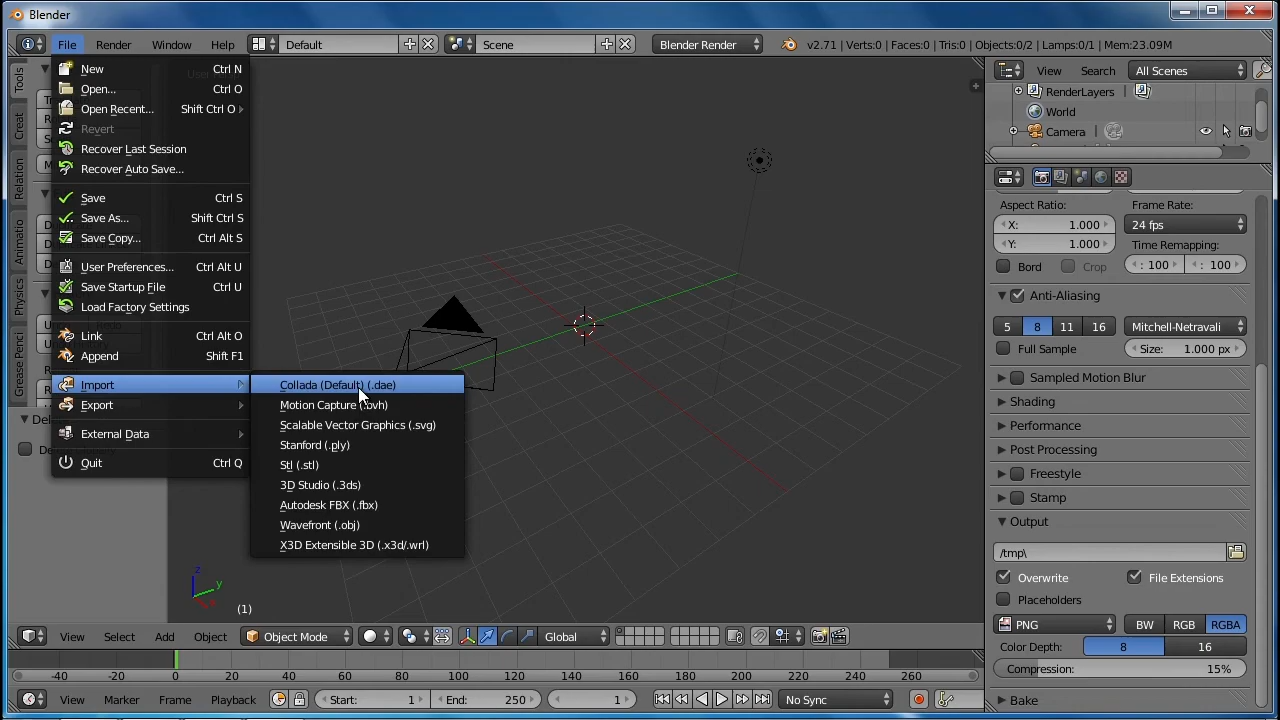 Blender
File Render Window Help Default Scene Blender Render v2.71 | Verts:0 | Faces:0 | Tris:0 | Objects:0/2 | Lamps:0/1 | Mem:23.09M
New Ctrl N
Open... Ctrl O
Open Recent... Shift Ctrl O
Revert
Recover Last Session
Recover Auto Save...
Save Ctrl S
Save As... Shift Ctrl S
Save Copy... Ctrl Alt S
User Preferences... Ctrl Alt U
Save Startup File Ctrl U
Load Factory Settings
Link Ctrl Alt O
Append Shift F1
Import
Export
External Data
Quit Ctrl Q
Collada (Default) (.dae)
Motion Capture (.bvh)
Scalable Vector Graphics (.svg)
Stanford (.ply)
Stl (.stl)
3D Studio (.3ds)
Autodesk FBX (.fbx)
Wavefront (.obj)
X3D Extensible 3D (.x3d/.wrl)
Tools
Creat
Relation
Animatio
Physics
Grease Pencil
z
y
x
(1)
View Search All Scenes
RenderLayers
World
Camera
Aspect Ratio: Frame Rate:
X: 1.000 24 fps
Y: 1.000 Time Remapping:
Bord Crop : 100 : 100
Anti-Aliasing
5 8 11 16 Mitchell-Netravali
Full Sample Size: 1.000 px
Sampled Motion Blur
Shading
Performance
Post Processing
Freestyle
Stamp
Output
/tmp\
Overwrite File Extensions
Placeholders
PNG BW RGB RGBA
Color Depth: 8 16
Compression: 15%
Bake
View Select Add Object Object Mode Global
-40 -20 0 20 40 60 80 100 120 140 160 180 200 220 240 260
View Marker Frame Playback Start: 1 End: 250 1 No Sync